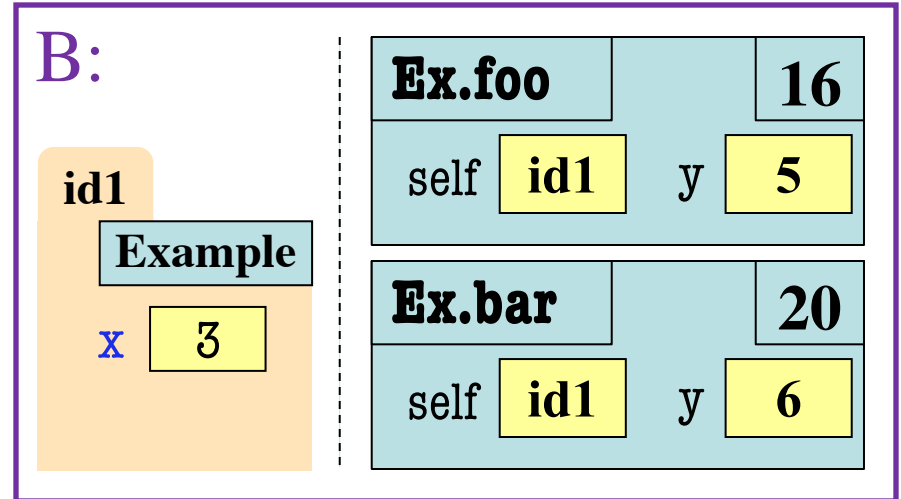 B:
id1
Example
x 3
Ex.foo 16
self id1 y 5
Ex.bar 20
self id1 y 6